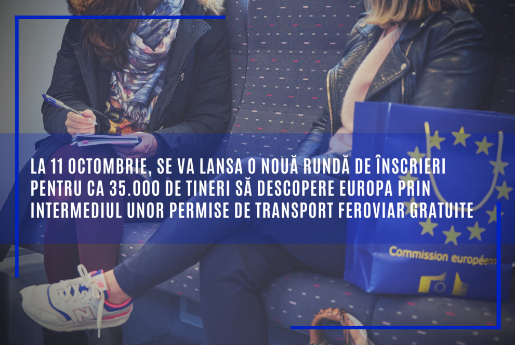 LA 11 OCTOMBRIE, SE VA LANSA O NOUĂ RUNDĂ DE ÎNSCRIERI
PENTRU CA 35.000 DE TINERI SĂ DESCOPERE EUROPA PRIN
INTERMEDIUL UNOR PERMISE DE TRANSPORT FEROVIAR GRATUITE
Commission européenne